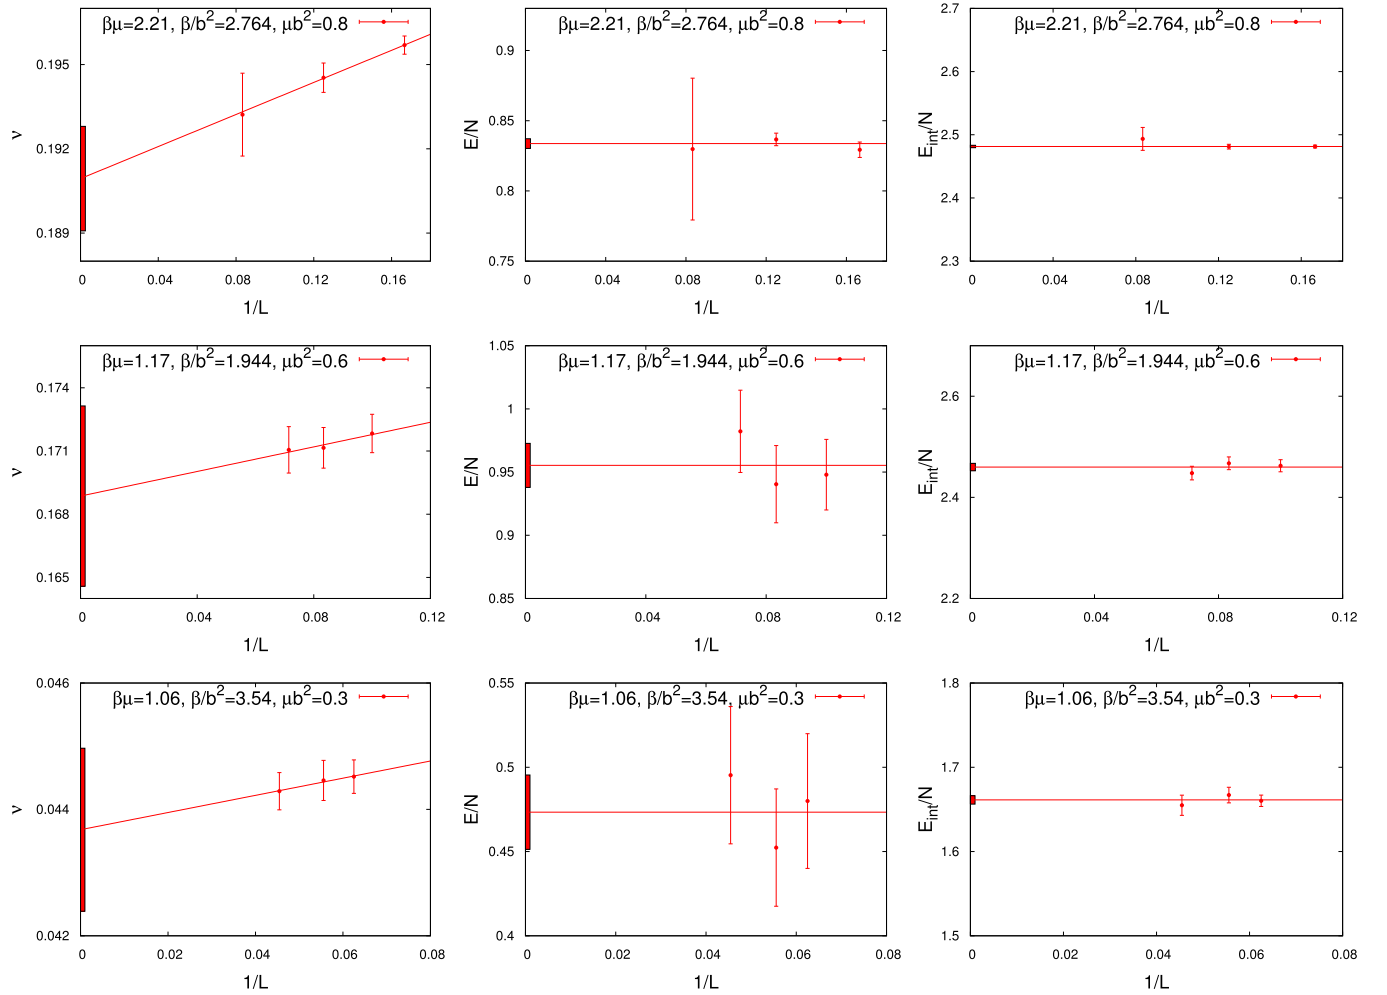 βμ=2.21, β/b²=2.764, μb²=0.8
ν
0.195
0.192
0.189
0 0.04 0.08 0.12 0.16
1/L
βμ=2.21, β/b²=2.764, μb²=0.8
E/N
0.9
0.85
0.8
0.75
0 0.04 0.08 0.12 0.16
1/L
βμ=2.21, β/b²=2.764, μb²=0.8
E_int/N
2.7
2.6
2.5
2.4
2.3
0 0.04 0.08 0.12 0.16
1/L
βμ=1.17, β/b²=1.944, μb²=0.6
ν
0.174
0.171
0.168
0.165
0 0.04 0.08 0.12
1/L
βμ=1.17, β/b²=1.944, μb²=0.6
E/N
1.05
1
0.95
0.9
0.85
0 0.04 0.08 0.12
1/L
βμ=1.17, β/b²=1.944, μb²=0.6
E_int/N
2.6
2.4
2.2
0 0.04 0.08 0.12
1/L
βμ=1.06, β/b²=3.54, μb²=0.3
ν
0.046
0.044
0.042
0 0.02 0.04 0.06 0.08
1/L
βμ=1.06, β/b²=3.54, μb²=0.3
E/N
0.55
0.5
0.45
0.4
0 0.02 0.04 0.06 0.08
1/L
βμ=1.06, β/b²=3.54, μb²=0.3
E_int/N
1.8
1.7
1.6
1.5
0 0.02 0.04 0.06 0.08
1/L